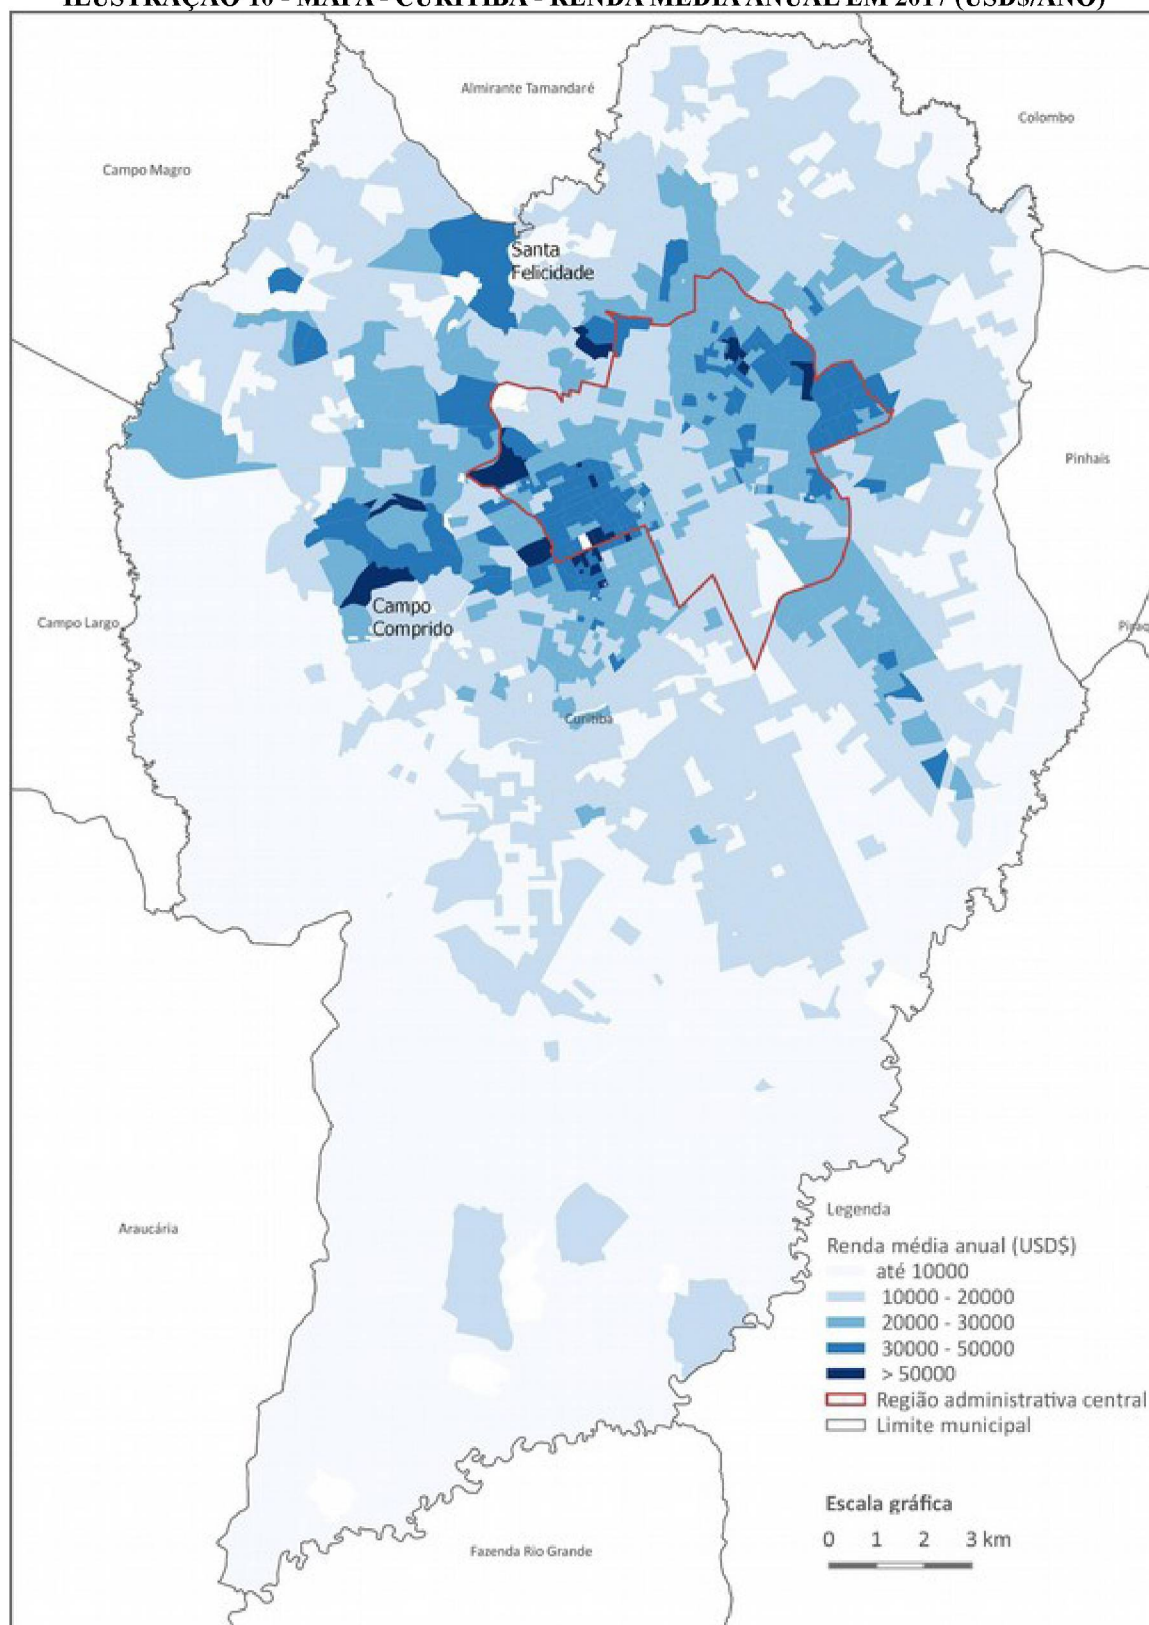 ILUSTRAÇÃO 10 - MAPA - CURITIBA - RENDA MÉDIA ANUAL EM 2017 (USD$/ANO)
Almirante Tamandaré
Colombo
Campo Magro
Santa
Felicidade
Pinhais
Campo
Comprido
Campo Largo
Curitiba
Araucária
Legenda
Renda média anual (USD$)
até 10000
10000 - 20000
20000 - 30000
30000 - 50000
> 50000
Região administrativa central
Limite municipal
Escala gráfica
0 1 2 3 km
Fazenda Rio Grande